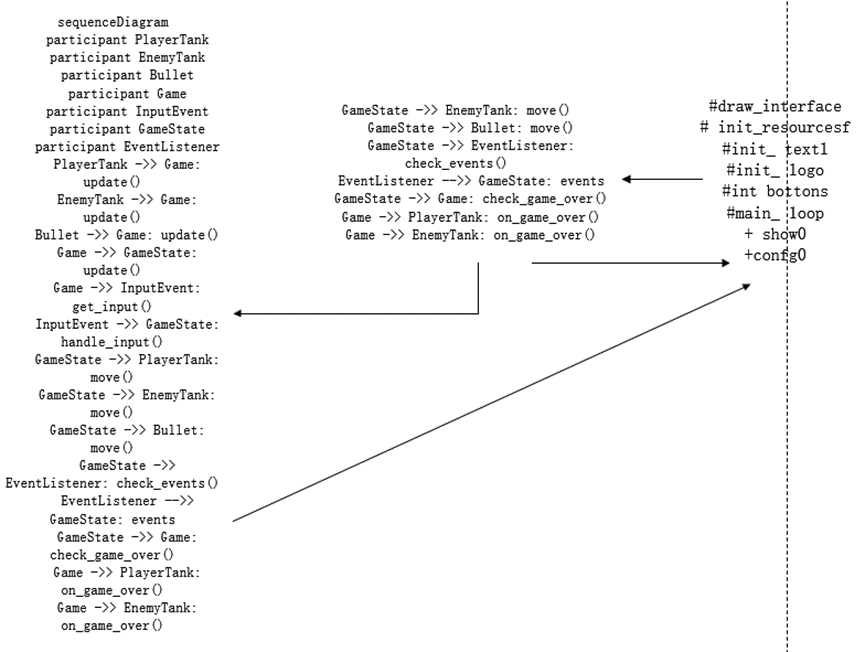 sequenceDiagram
participant PlayerTank
participant EnemyTank
participant Bullet
participant Game
participant InputEvent
participant GameState
participant EventListener
PlayerTank ->> Game:
update()
EnemyTank ->> Game:
update()
Bullet ->> Game: update()
Game ->> GameState:
update()
Game ->> InputEvent:
get_input()
InputEvent ->> GameState:
handle_input()
GameState ->> PlayerTank:
move()
GameState ->> EnemyTank:
move()
GameState ->> Bullet:
move()
GameState ->>
EventListener: check_events()
EventListener -->>
GameState: events
GameState ->> Game:
check_game_over()
Game ->> PlayerTank:
on_game_over()
Game ->> EnemyTank:
on_game_over()
GameState ->> EnemyTank: move()
GameState ->> Bullet: move()
GameState ->> EventListener:
check_events()
EventListener -->> GameState: events
GameState ->> Game: check_game_over()
Game ->> PlayerTank: on_game_over()
Game ->> EnemyTank: on_game_over()
#draw_interface
# init_resourcesf
#init_ text1
#init_ logo
#int bottons
#main_ loop
+ show0
+confg0